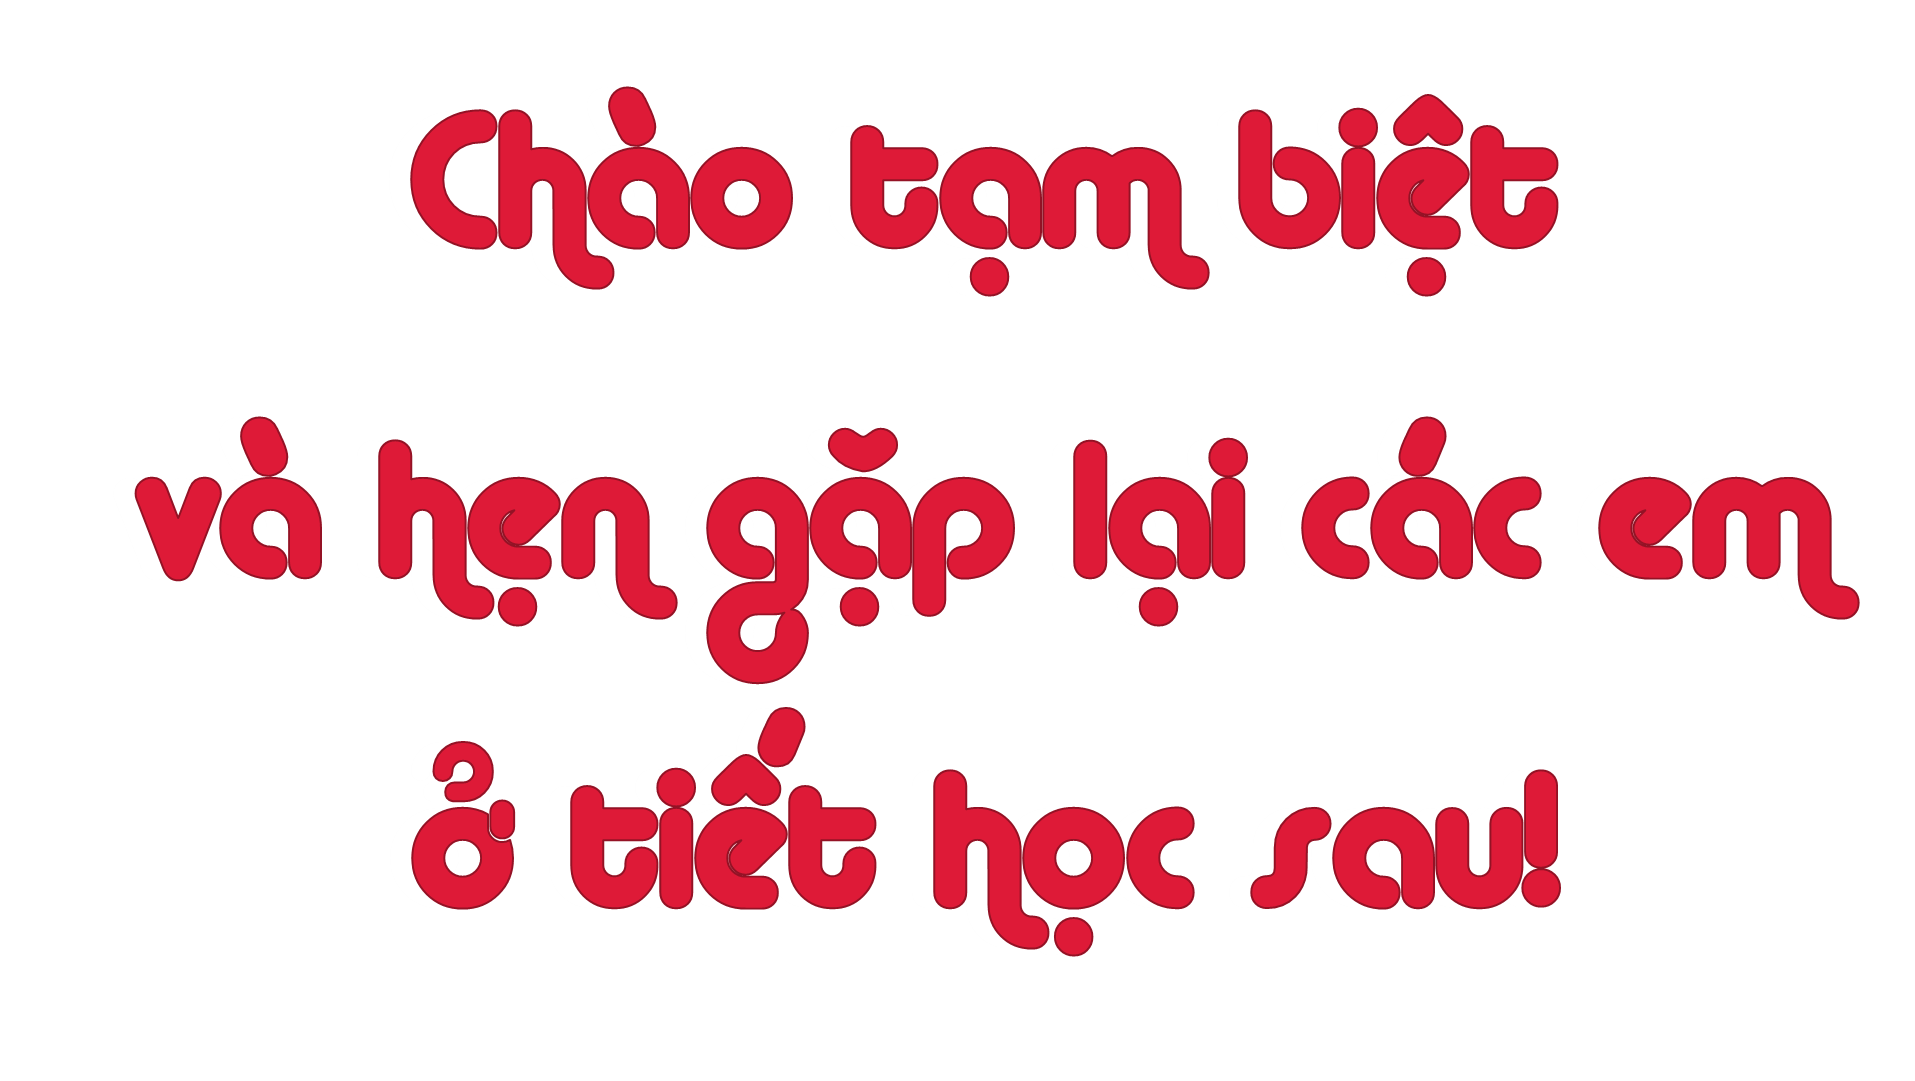 Chào tạm biệt
và hẹn gặp lại các em
ở tiết học sau!